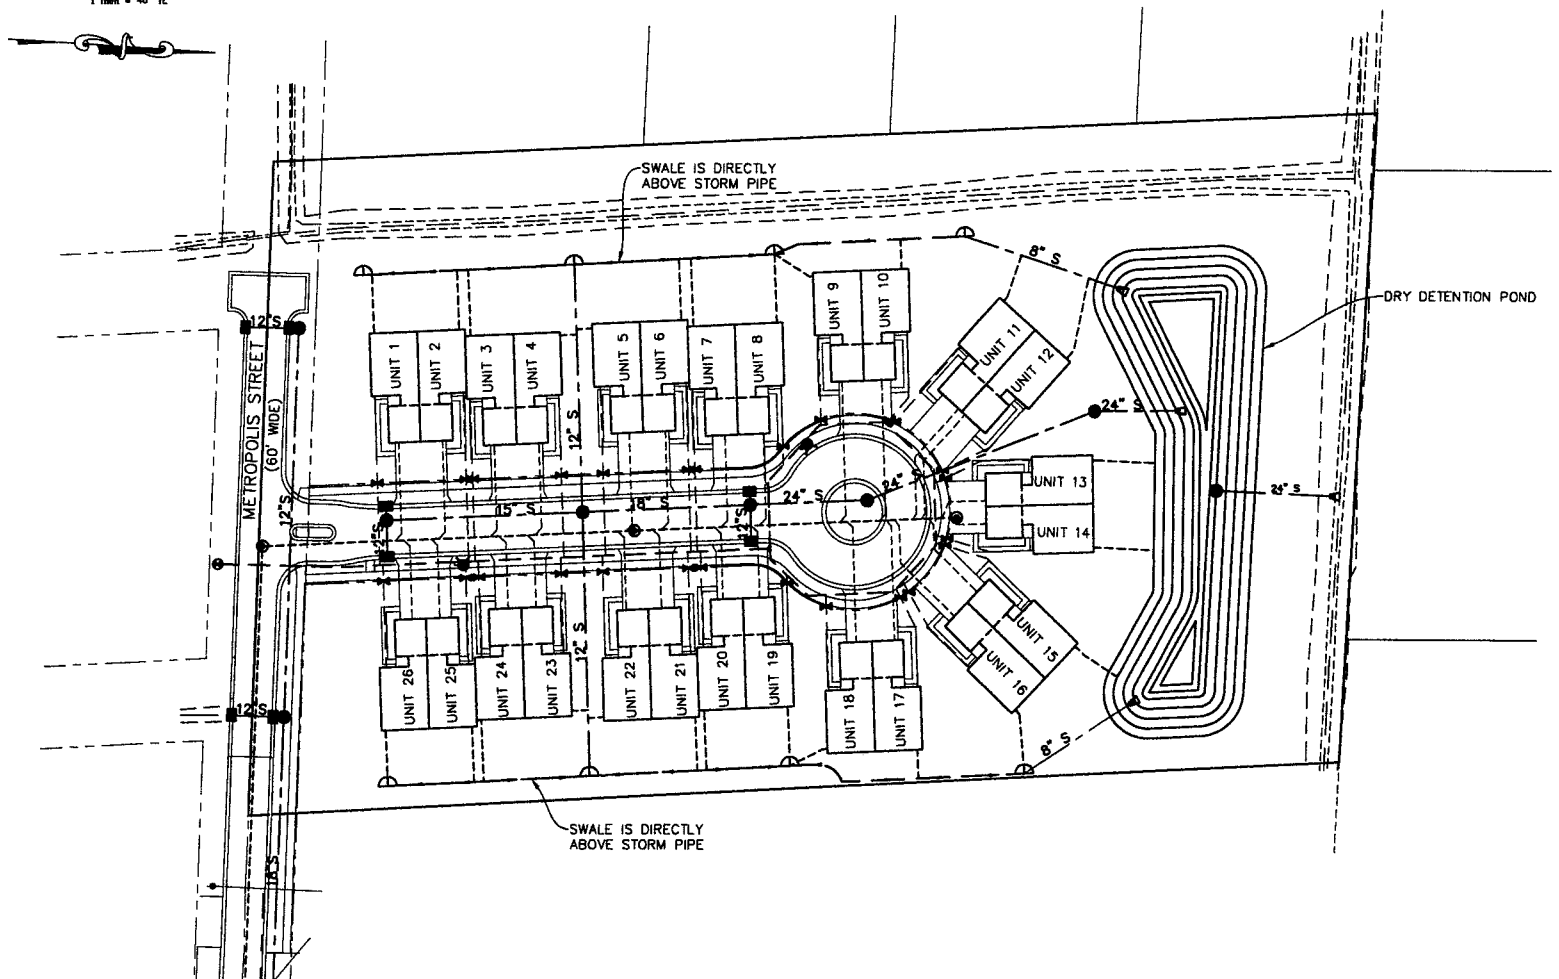 SWALE IS DIRECTLY
ABOVE STORM PIPE
8" S
DRY DETENTION POND
12" S
METROPOLIS STREET
(60' WIDE)
UNIT 1
UNIT 2
UNIT 3
UNIT 4
UNIT 5
UNIT 6
UNIT 7
UNIT 8
UNIT 9
UNIT 10
UNIT 11
UNIT 12
12" S
24" S
24" S
UNIT 13
UNIT 14
12" S
12" S
15" S
18" S
12" S
24" S
24" S
UNIT 15
UNIT 16
UNIT 17
UNIT 18
UNIT 19
UNIT 20
UNIT 21
UNIT 22
12" S
UNIT 23
UNIT 24
UNIT 25
UNIT 26
12" S
8" S
SWALE IS DIRECTLY
ABOVE STORM PIPE
18" S